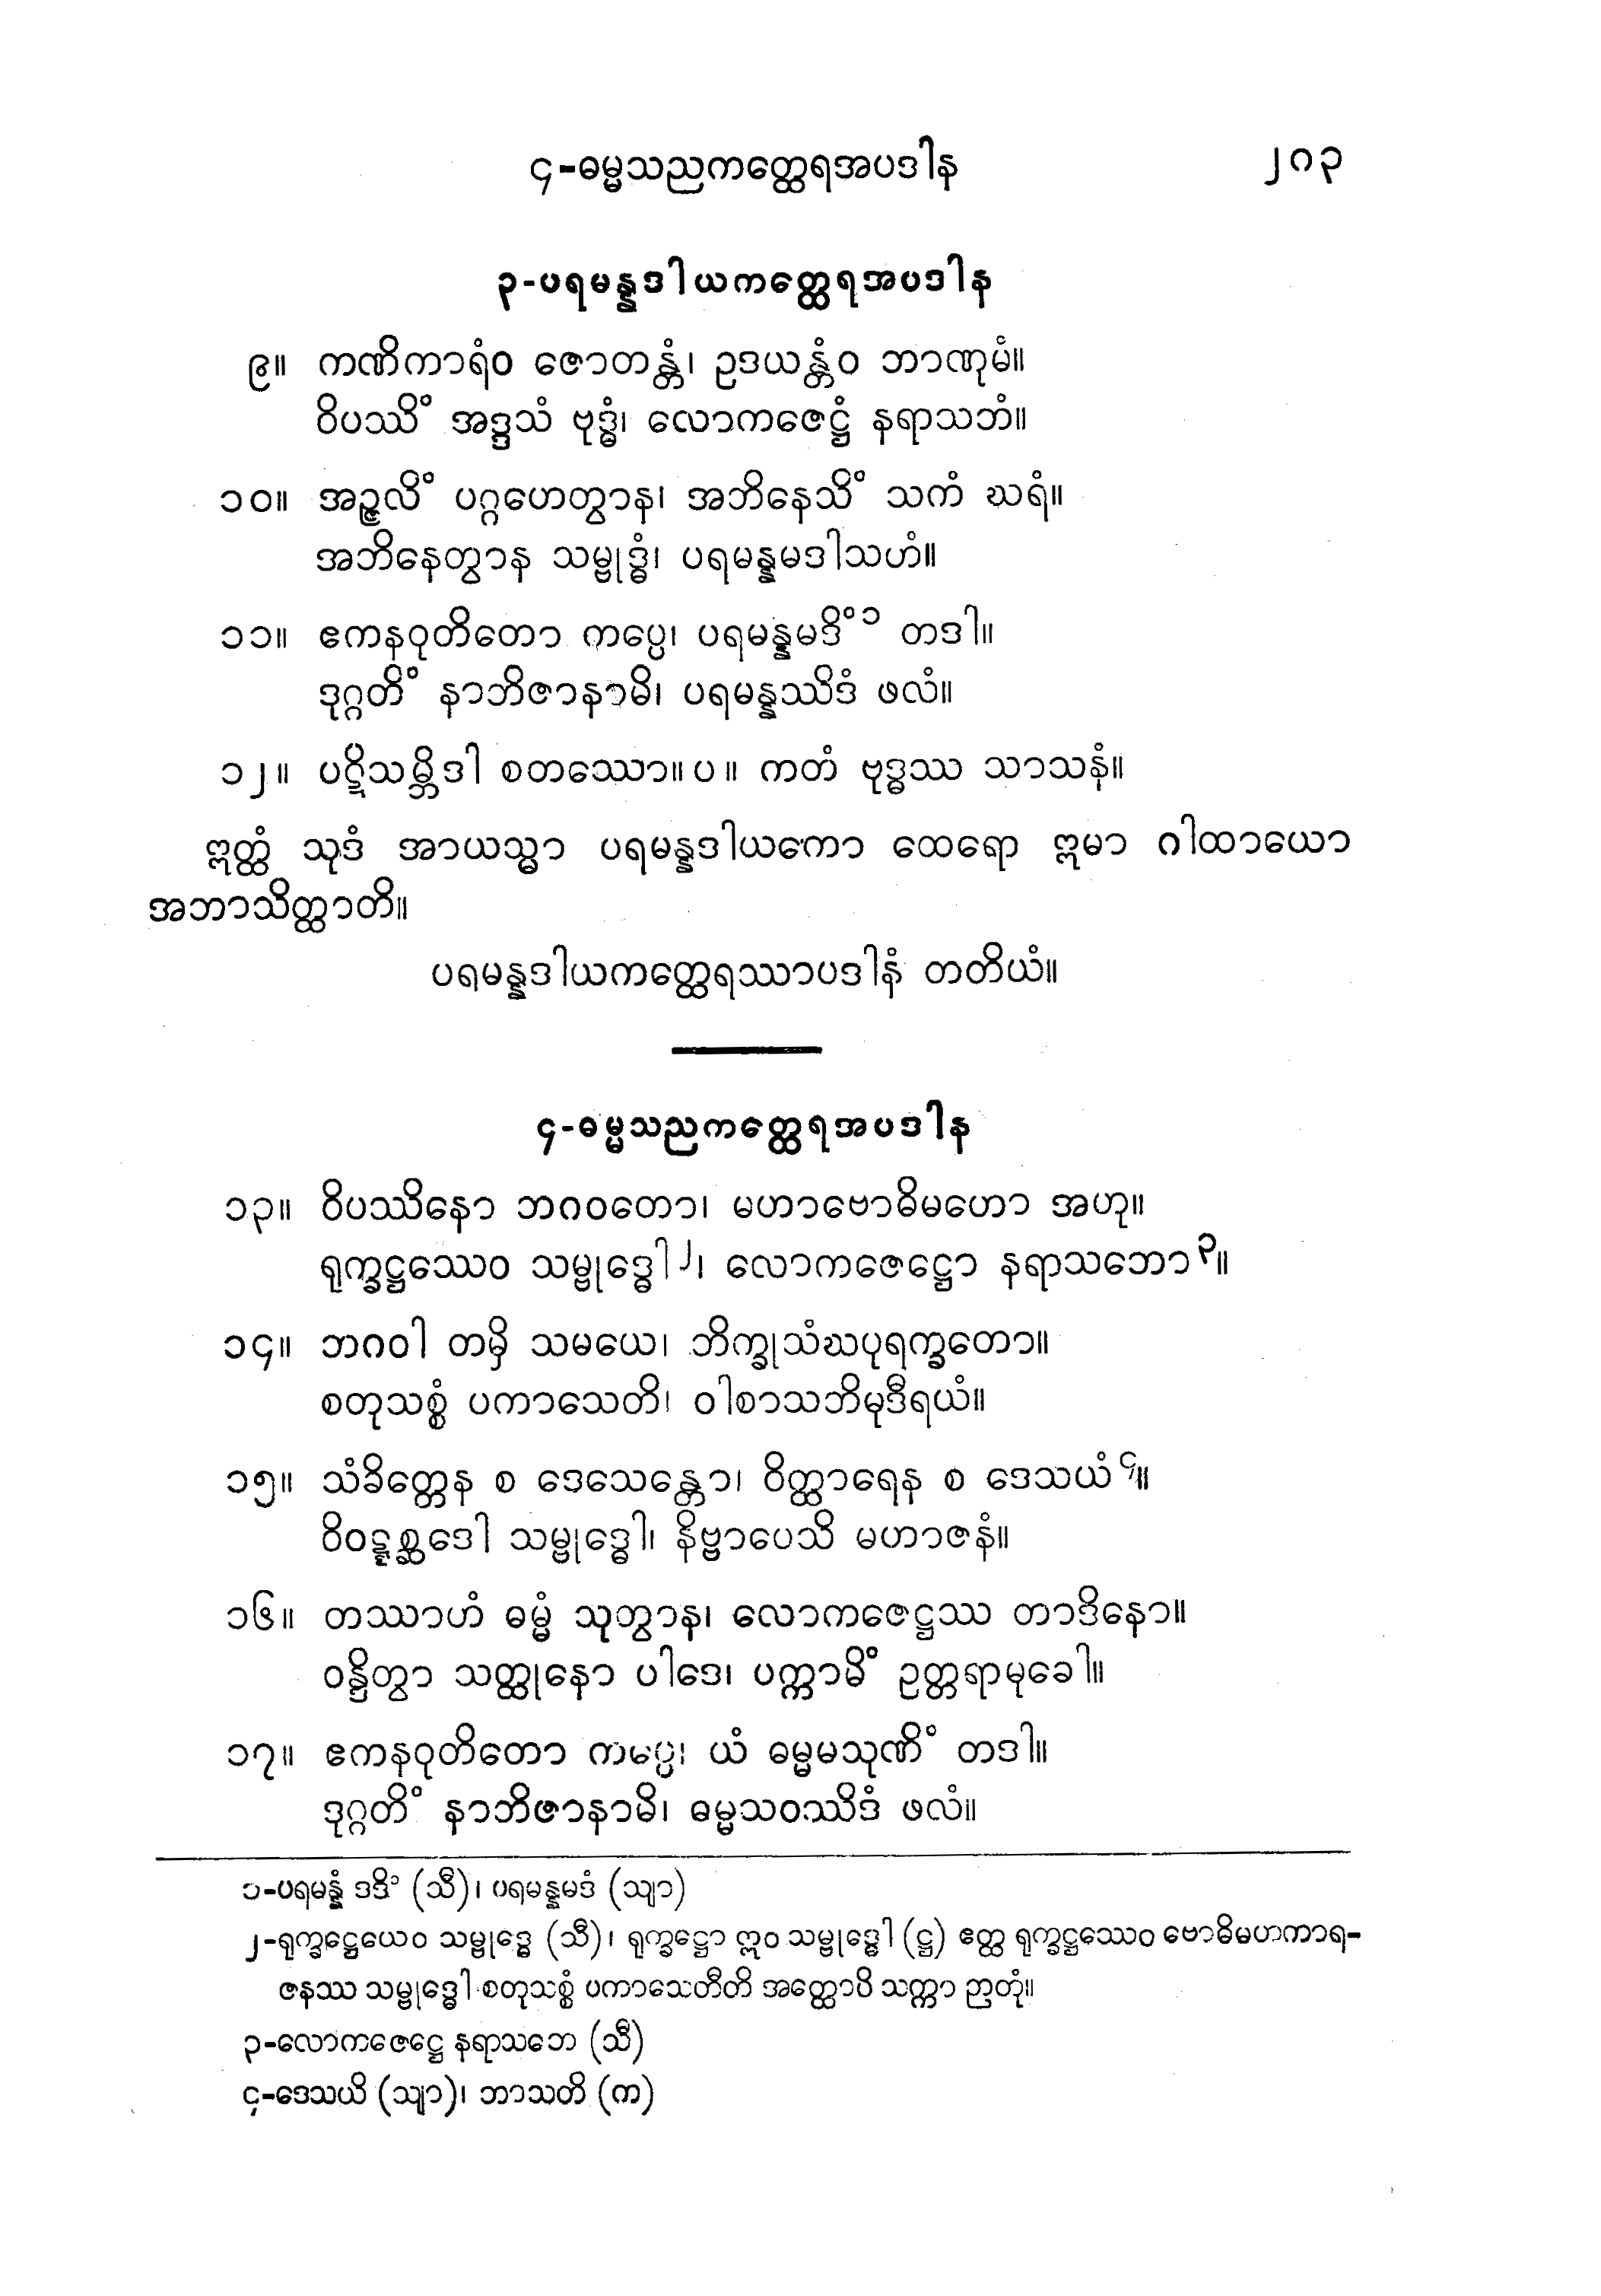 ၄-ဓမ္မသညကတ္ထေရအပဒါန ၂၀၃
၃-ပရမန္နဒါယကတ္ထေရအပဒါန
၉။ ကဏိကာရံဝ ဇောတန္တံ၊ ဥဒယန္တံဝ ဘာဏုမံ။
ဝိပဿိံ အဒ္ဒသံ ဗုဒ္ဓံ၊ လောကဇေဋ္ဌံ နရာသဘံ။
၁၀။ အဉ္ဇလိံ ပဂ္ဂဟေတွာန၊ အဘိနေသိံ သကံ ဃရံ။
အဘိနေတွာန သမ္ဗုဒ္ဓံ၊ ပရမန္နမဒါသဟံ။
၁၁။ ဧကနဝုတိတော ကပ္ပေ၊ ပရမန္နမဒိံ၁ တဒါ။
ဒုဂ္ဂတိံ နာဘိဇာနာမိ၊ ပရမန္နဿိဒံ ဖလံ။
၁၂။ ပဋိသမ္ဘိဒါ စတဿော။ပ။ ကတံ ဗုဒ္ဓဿ သာသနံ။
ဣတ္ထံ သုဒံ အာယသ္မာ ပရမန္နဒါယကော ထေရော ဣမာ ဂါထာယော
အဘာသိတ္ထာတိ။
ပရမန္နဒါယကတ္ထေရဿာပဒါနံ တတိယံ။
၄-ဓမ္မသညကတ္ထေရအပဒါန
၁၃။ ဝိပဿိနော ဘဂဝတော၊ မဟာဗောဓိမဟော အဟု။
ရုက္ခဋ္ဌဿေဝ သမ္ဗုဒ္ဓေါ၂၊ လောကဇေဋ္ဌော နရာသဘော၃။
၁၄။ ဘဂဝါ တမှိ သမယေ၊ ဘိက္ခုသံဃပုရက္ခတော။
စတုသစ္စံ ပကာသေတိ၊ ဝါစာသဘိမုဒီရယံ။
၁၅။ သံခိတ္တေန စ ဒေသေန္တော၊ ဝိတ္ထာရေန စ ဒေသယံ၄။
ဝိဝဋ္ဋစ္ဆဒေါ သမ္ဗုဒ္ဓေါ၊ နိဗ္ဗာပေသိ မဟာဇနံ။
၁၆။ တဿာဟံ ဓမ္မံ သုတွာန၊ လောကဇေဋ္ဌဿ တာဒိနော။
ဝန္ဒိတွာ သတ္ထုနော ပါဒေ၊ ပက္ကာမိံ ဥတ္တရာမုခေါ။
၁၇။ ဧကနဝုတိတော ကပ္ပေ၊ ယံ ဓမ္မမသုဏိံ တဒါ။
ဒုဂ္ဂတိံ နာဘိဇာနာမိ၊ ဓမ္မသဝဿိဒံ ဖလံ။
၁-ပရမန္နံ ဒဒိံ (သီ)၊ ပရမန္နမဒံ (သျာ)
၂-ရုက္ခဋ္ဌေယေဝ သမ္ဗုဒ္ဓေ (သီ)၊ ရုက္ခဋ္ဌော ဣဝ သမ္ဗုဒ္ဓေါ (ဋ္ဌ) ဧတ္ထ ရုက္ခဋ္ဌဿေဝ ဗောဓိမဟကာရ-
ဇနဿ သမ္ဗုဒ္ဓေါ စတုသစ္စံ ပကာသေတီတိ အတ္ထောပိ သက္ကာ ဉာတုံ။
၃-လောကဇေဋ္ဌေ နရာသဘေ (သီ)
၄-ဒေသယိ (သျာ)၊ ဘာသတိ (က)